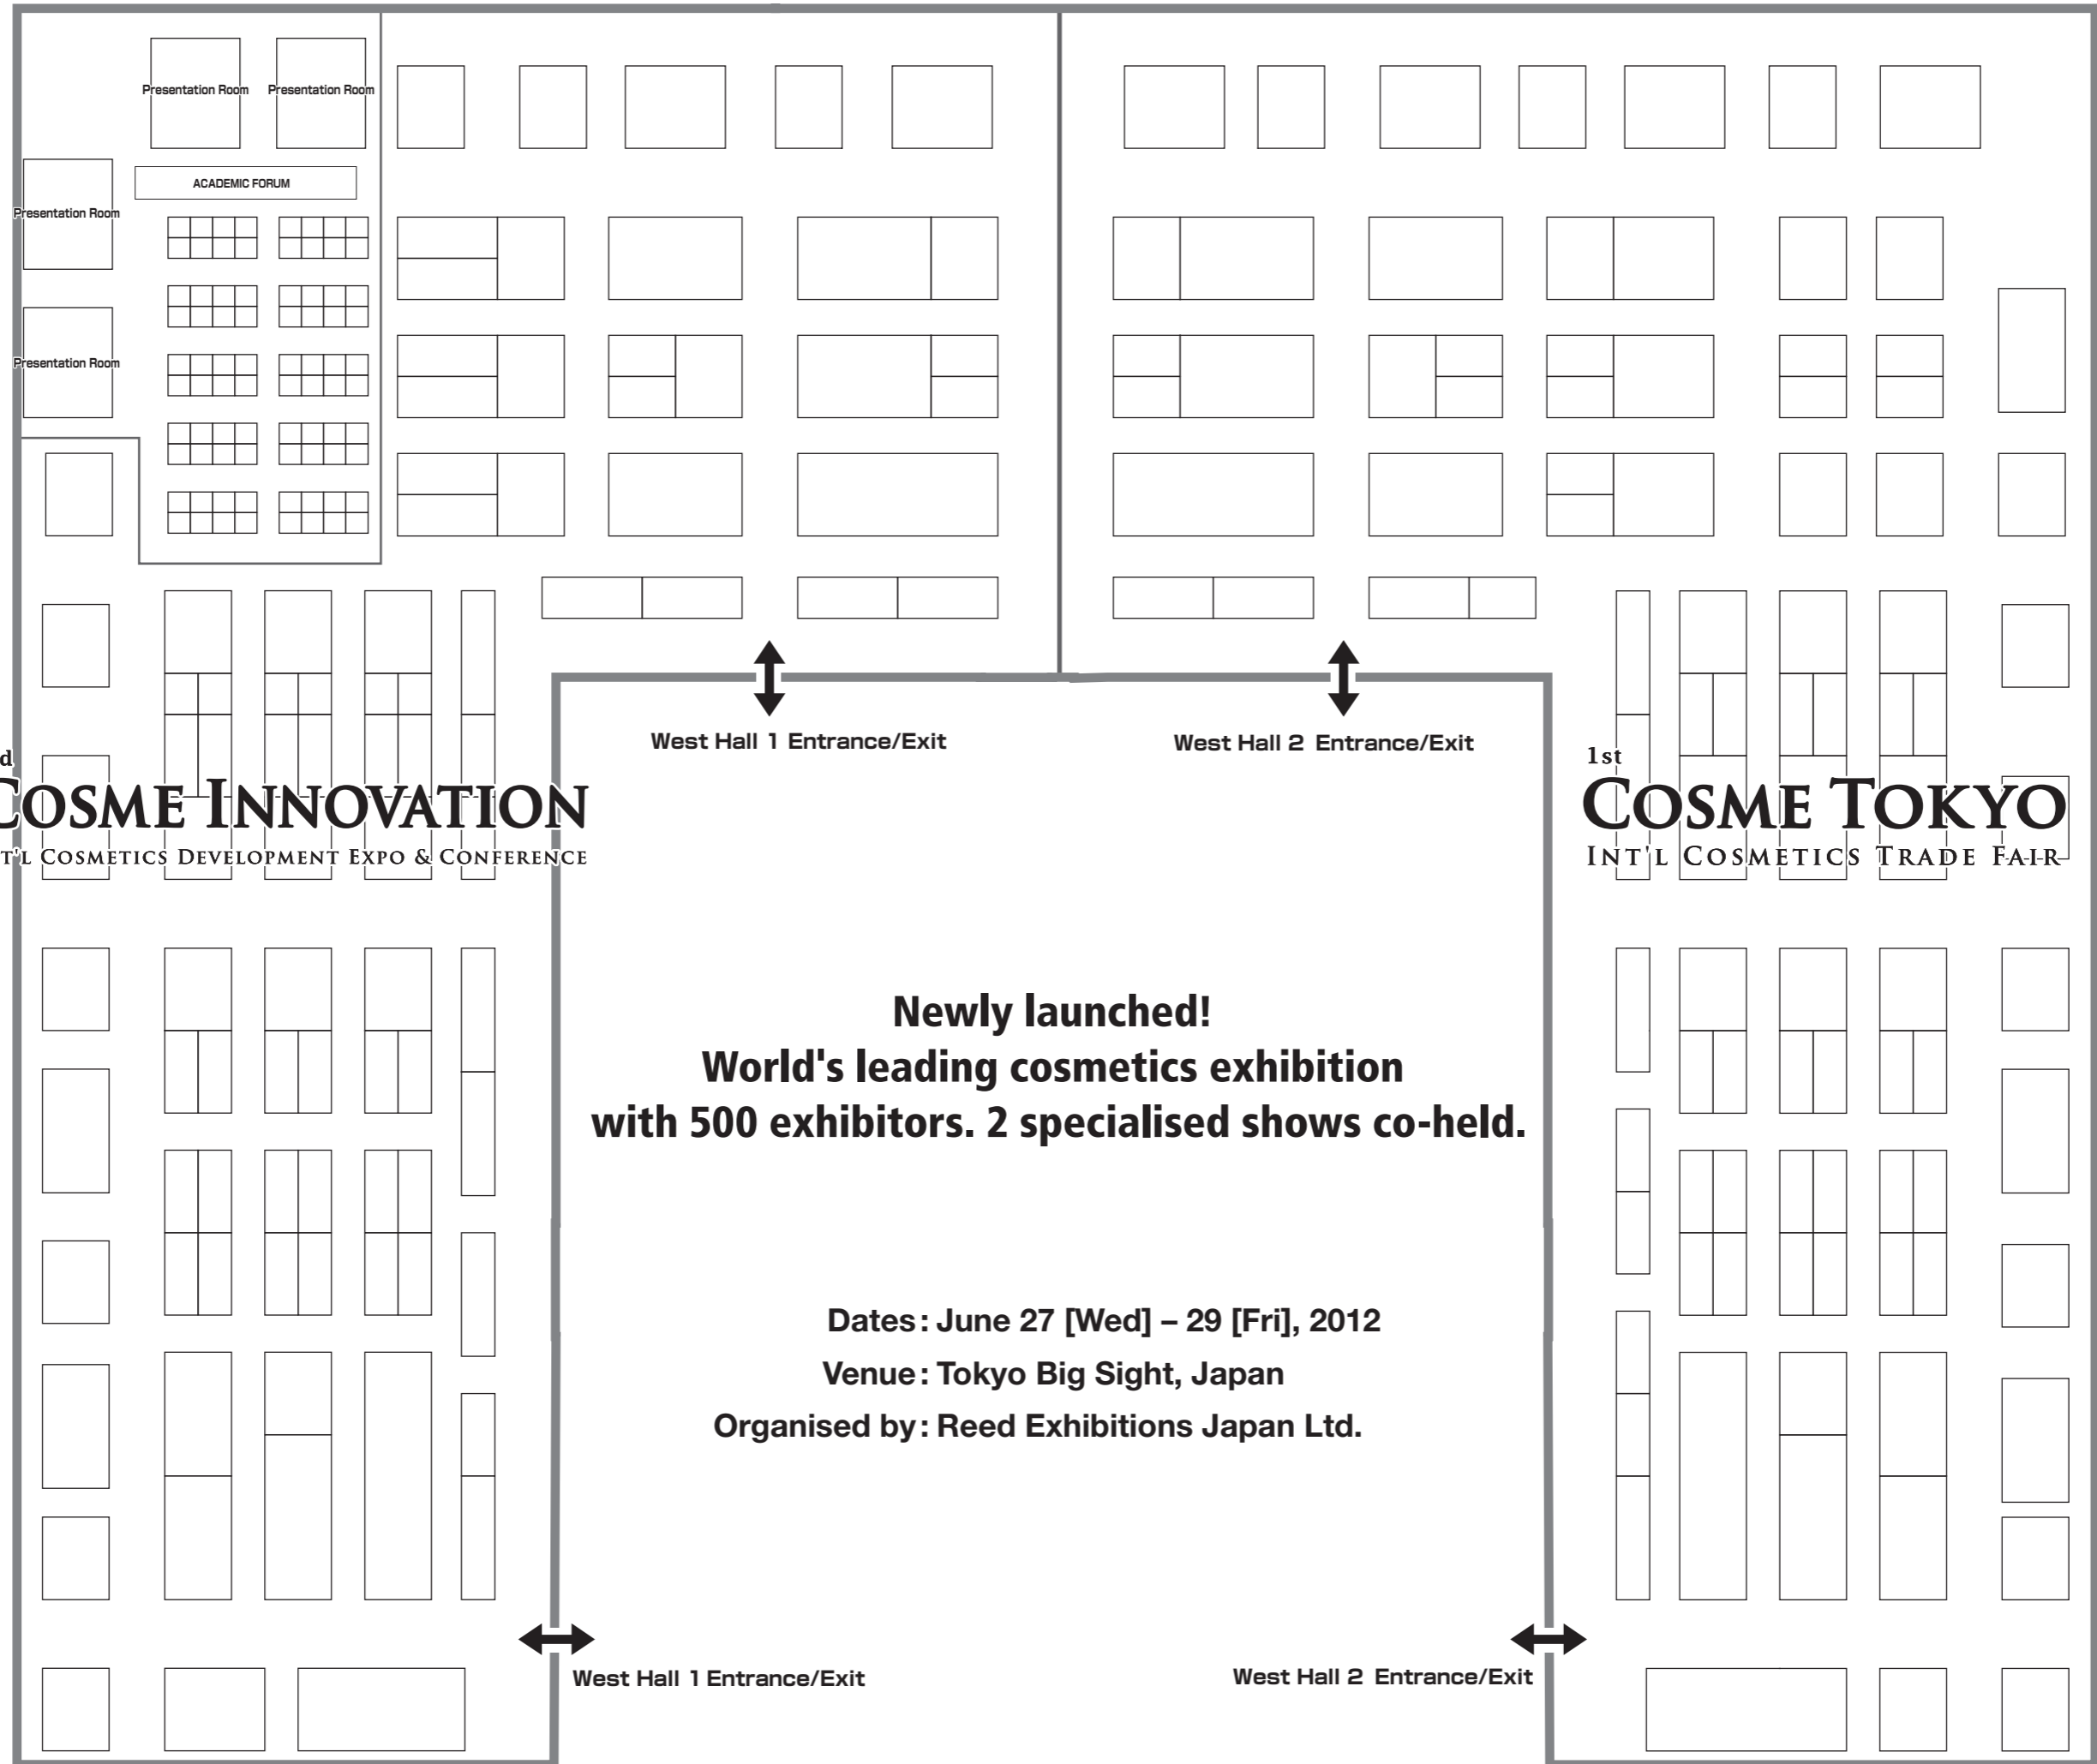 Presentation Room
Presentation Room
ACADEMIC FORUM
Presentation Room
Presentation Room
West Hall 1 Entrance/Exit
West Hall 2 Entrance/Exit
d
COSME INNOVATION
T'L COSMETICS DEVELOPMENT EXPO & CONFERENCE
1st
COSME TOKYO
INT'L COSMETICS TRADE FAIR
Newly launched!
World's leading cosmetics exhibition
with 500 exhibitors. 2 specialised shows co-held.
Dates: June 27 [Wed] – 29 [Fri], 2012
Venue: Tokyo Big Sight, Japan
Organised by: Reed Exhibitions Japan Ltd.
West Hall 1 Entrance/Exit
West Hall 2 Entrance/Exit